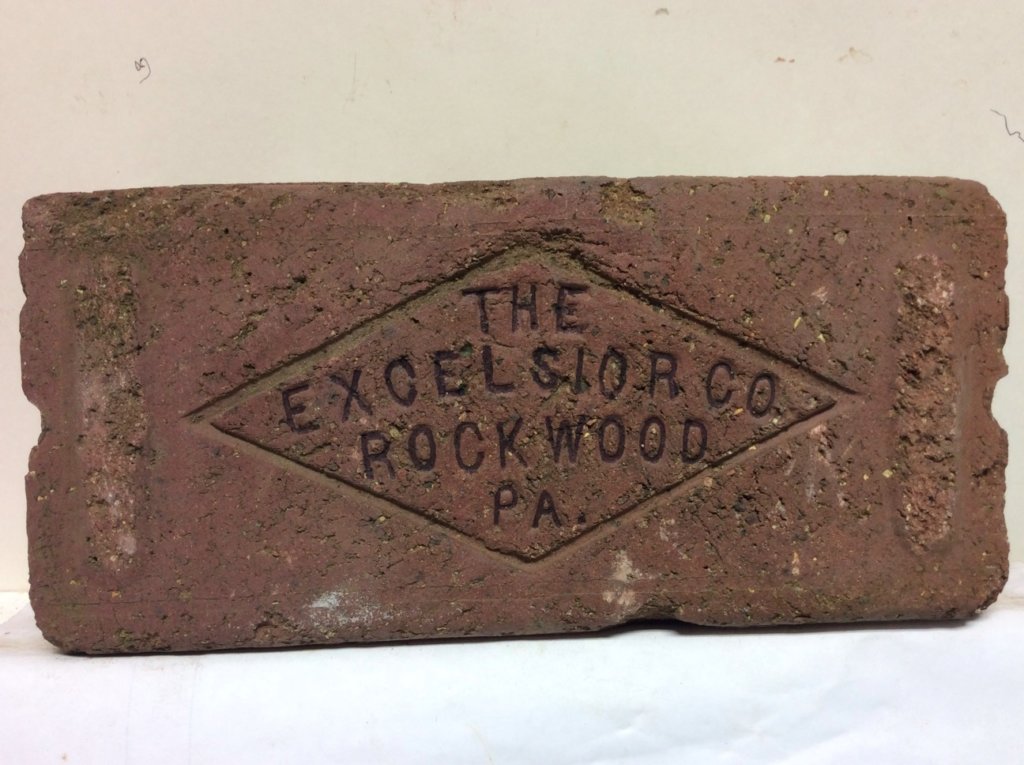 THE
EXCELSIOR CO
ROCKWOOD
PA.